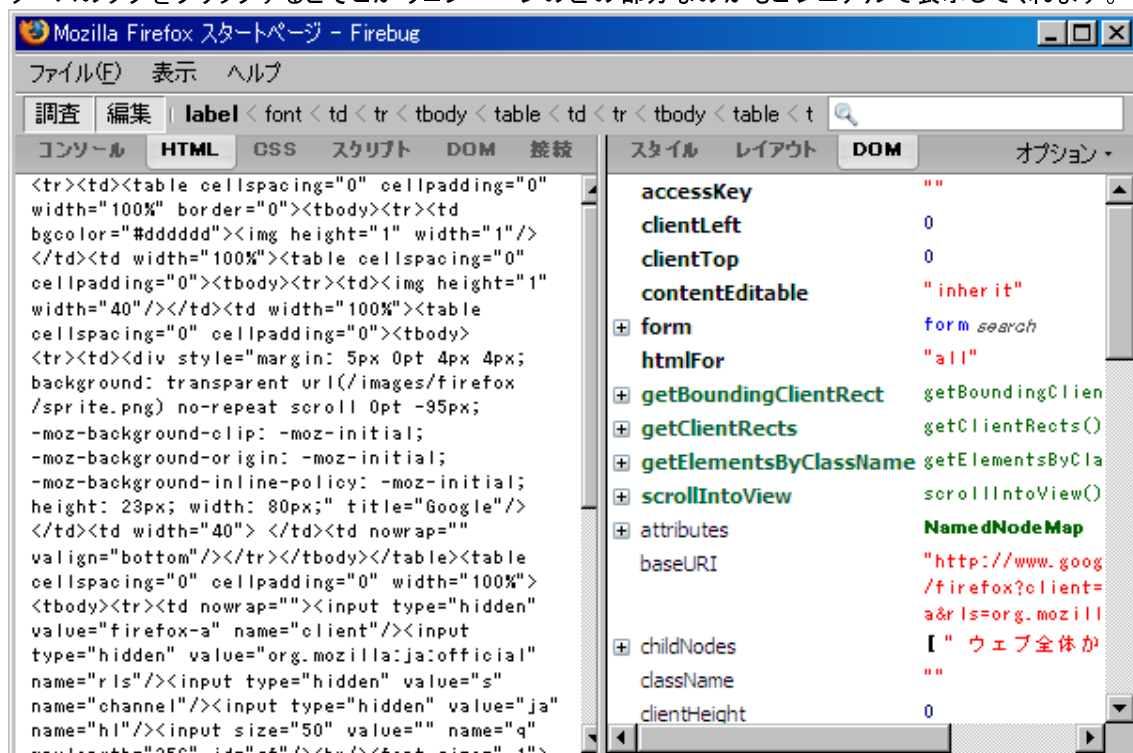 Mozilla Firefox スタートページ - Firebug
ファイル(F) 表示 ヘルプ
調査 編集 label < font < td < tr < tbody < table < td < tr < tbody < table < t
コンソール HTML CSS スクリプト DOM 接続
<tr><td><table cellspacing="0" cellpadding="0"
width="100%" border="0"><tbody><tr><td
bgcolor="#dddddd"><img height="1" width="1"/>
</td><td width="100%"><table cellspacing="0"
cellpadding="0"><tbody><tr><td><img height="1"
width="40"/></td><td width="100%"><table
cellspacing="0" cellpadding="0"><tbody>
<tr><td><div style="margin: 5px 0pt 4px 4px;
background: transparent url(/images/firefox
/sprite.png) no-repeat scroll 0pt -95px;
-moz-background-clip: -moz-initial;
-moz-background-origin: -moz-initial;
-moz-background-inline-policy: -moz-initial;
height: 23px; width: 80px;" title="Google"/>
</td><td width="40"> </td><td nowrap=""
valign="bottom"/></tr></tbody></table><table
cellspacing="0" cellpadding="0" width="100%">
<tbody><tr><td nowrap=""><input type="hidden"
value="firefox-a" name="client"/><input
type="hidden" value="org.mozilla:ja:official"
name="rls"/><input type="hidden" value="s"
name="channel"/><input type="hidden" value="ja"
name="hl"/><input size="50" value="" name="q"
スタイル レイアウト DOM オプション
accessKey ""
clientLeft 0
clientTop 0
contentEditable "inherit"
form form search
htmlFor "all"
getBoundingClientRect getBoundingClien
getClientRects getClientRects()
getElementsByClassName getElementsByCla
scrollIntoView scrollIntoView()
attributes NamedNodeMap
baseURI "http://www.goog
/firefox?client=
a&rls=org.mozill
childNodes [" ウェブ全体か
className ""
clientHeight 0